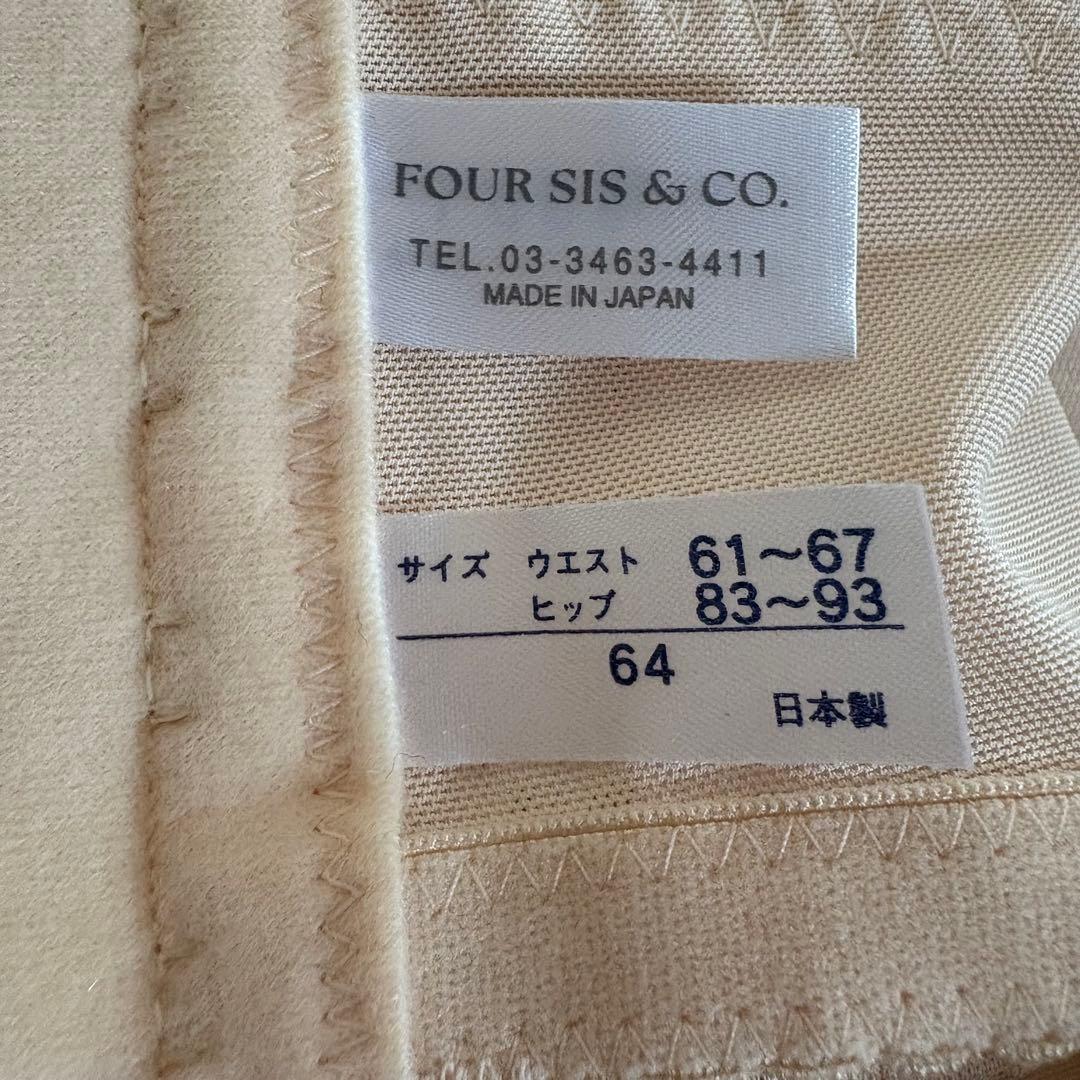 FOUR SIS & CO.
TEL.03-3463-4411
MADE IN JAPAN
サイズ ウエスト 61〜67
ヒップ 83〜93
64
日本製